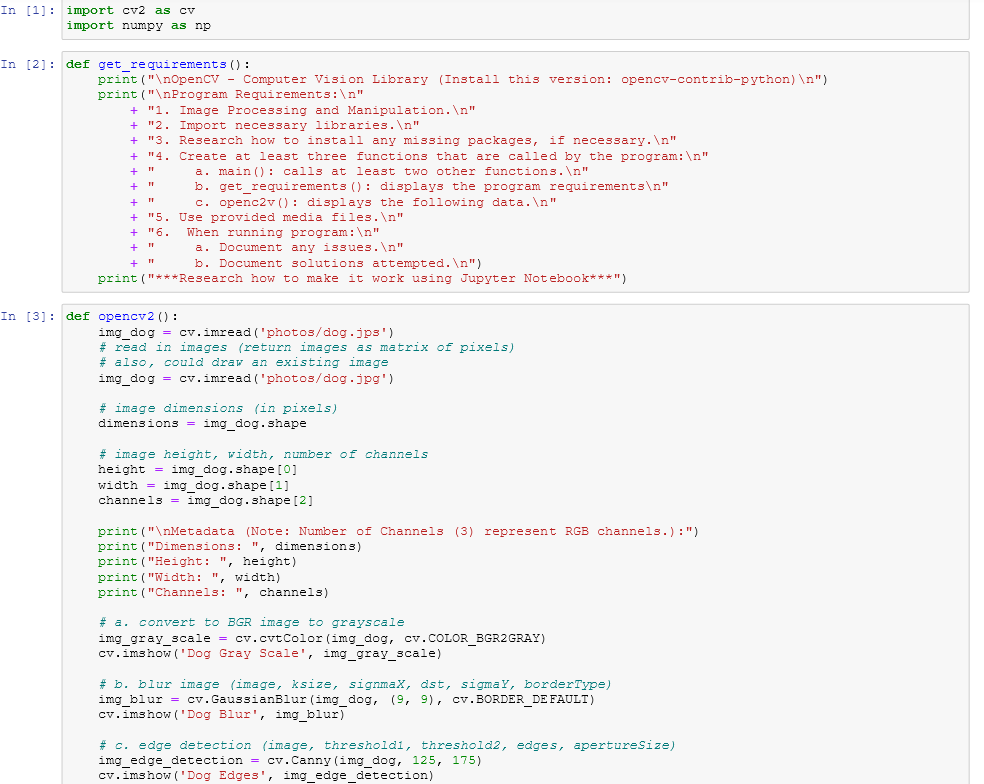 In [1]: import cv2 as cv
import numpy as np
In [2]: def get_requirements():
print("\nOpenCV - Computer Vision Library (Install this version: opencv-contrib-python)\n")
print("\nProgram Requirements:\n"
+ "1. Image Processing and Manipulation.\n"
+ "2. Import necessary libraries.\n"
+ "3. Research how to install any missing packages, if necessary.\n"
+ "4. Create at least three functions that are called by the program:\n"
+ "     a. main(): calls at least two other functions.\n"
+ "     b. get_requirements(): displays the program requirements\n"
+ "     c. openc2v(): displays the following data.\n"
+ "5. Use provided media files.\n"
+ "6.  When running program:\n"
+ "     a. Document any issues.\n"
+ "     b. Document solutions attempted.\n")
print("***Research how to make it work using Jupyter Notebook***")
In [3]: def opencv2():
img_dog = cv.imread('photos/dog.jps')
# read in images (return images as matrix of pixels)
# also, could draw an existing image
img_dog = cv.imread('photos/dog.jpg')
# image dimensions (in pixels)
dimensions = img_dog.shape
# image height, width, number of channels
height = img_dog.shape[0]
width = img_dog.shape[1]
channels = img_dog.shape[2]
print("\nMetadata (Note: Number of Channels (3) represent RGB channels.):")
print("Dimensions: ", dimensions)
print("Height: ", height)
print("Width: ", width)
print("Channels: ", channels)
# a. convert to BGR image to grayscale
img_gray_scale = cv.cvtColor(img_dog, cv.COLOR_BGR2GRAY)
cv.imshow('Dog Gray Scale', img_gray_scale)
# b. blur image (image, ksize, signmaX, dst, sigmaY, borderType)
img_blur = cv.GaussianBlur(img_dog, (9, 9), cv.BORDER_DEFAULT)
cv.imshow('Dog Blur', img_blur)
# c. edge detection (image, threshold1, threshold2, edges, apertureSize)
img_edge_detection = cv.Canny(img_dog, 125, 175)
cv.imshow('Dog Edges', img_edge_detection)